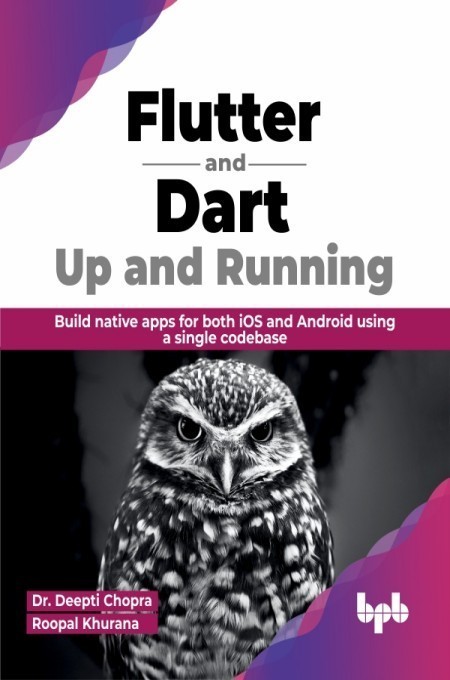 Flutter
and
Dart
Up and Running
Build native apps for both iOS and Android using
a single codebase
Dr. Deepti Chopra
Roopal Khurana
bpb